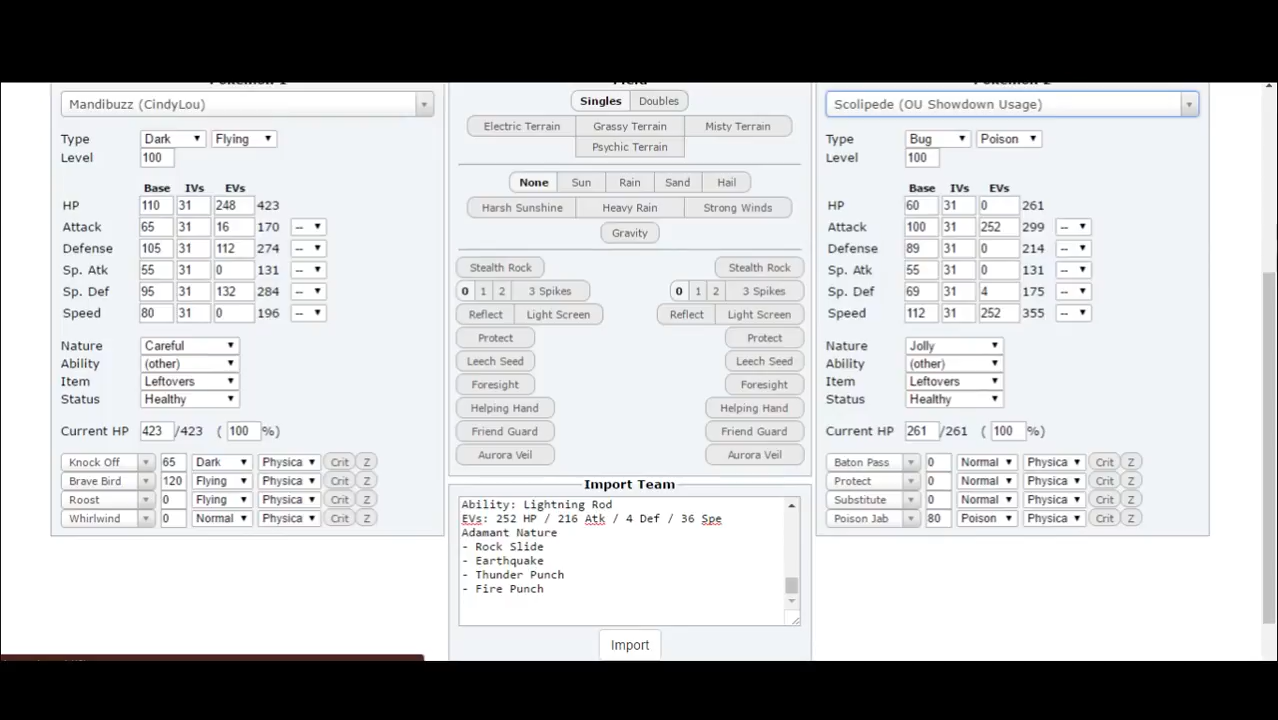 Mandibuzz (CindyLou)
Type Dark Flying
Level 100
Base IVs EVs
HP 110 31 248 423
Attack 65 31 16 170 --
Defense 105 31 112 274 --
Sp. Atk 55 31 0 131 --
Sp. Def 95 31 132 284 --
Speed 80 31 0 196 --
Nature Careful
Ability (other)
Item Leftovers
Status Healthy
Current HP 423 /423 ( 100 %)
Knock Off 65 Dark Physica Crit Z
Brave Bird 120 Flying Physica Crit Z
Roost 0 Flying Physica Crit Z
Whirlwind 0 Normal Physica Crit Z
Singles Doubles
Electric Terrain Grassy Terrain Misty Terrain
Psychic Terrain
None Sun Rain Sand Hail
Harsh Sunshine Heavy Rain Strong Winds
Gravity
Stealth Rock Stealth Rock
0 1 2 3 Spikes 0 1 2 3 Spikes
Reflect Light Screen Reflect Light Screen
Protect Protect
Leech Seed Leech Seed
Foresight Foresight
Helping Hand Helping Hand
Friend Guard Friend Guard
Aurora Veil Aurora Veil
Import Team
Ability: Lightning Rod
EVs: 252 HP / 216 Atk / 4 Def / 36 Spe
Adamant Nature
- Rock Slide
- Earthquake
- Thunder Punch
- Fire Punch
Import
Scolipede (OU Showdown Usage)
Type Bug Poison
Level 100
Base IVs EVs
HP 60 31 0 261
Attack 100 31 252 299 --
Defense 89 31 0 214 --
Sp. Atk 55 31 0 131 --
Sp. Def 69 31 4 175 --
Speed 112 31 252 355 --
Nature Jolly
Ability (other)
Item Leftovers
Status Healthy
Current HP 261 /261 ( 100 %)
Baton Pass 0 Normal Physica Crit Z
Protect 0 Normal Physica Crit Z
Substitute 0 Normal Physica Crit Z
Poison Jab 80 Poison Physica Crit Z